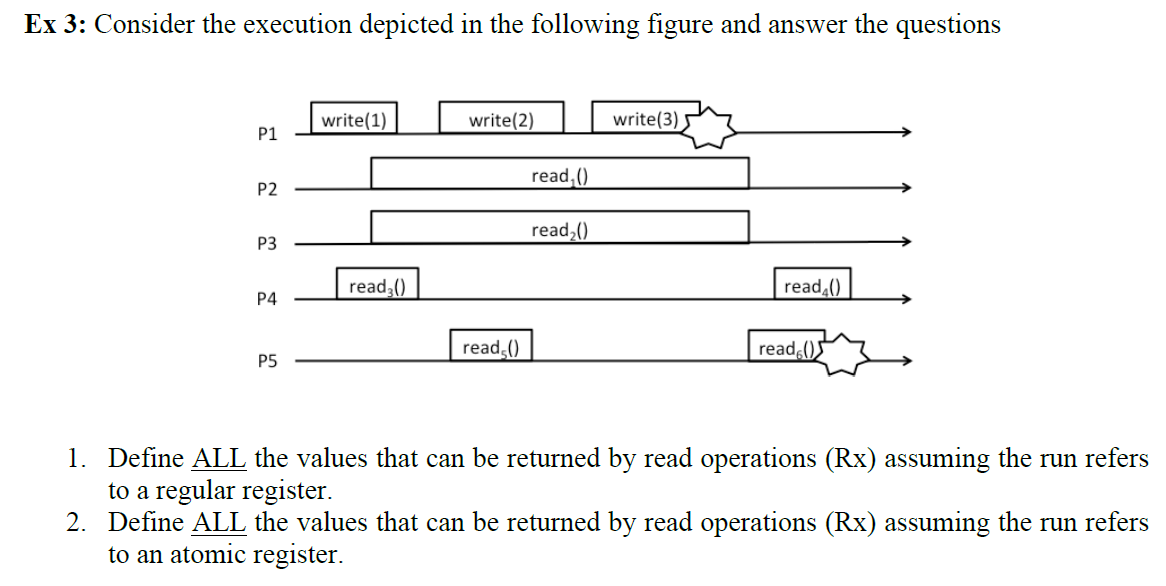 Ex 3: Consider the execution depicted in the following figure and answer the questions
P1 write(1) write(2) write(3)
P2 read₁()
P3 read₂()
P4 read₃() read₄()
P5 read₅() read₆()
1. Define ALL the values that can be returned by read operations (Rx) assuming the run refers
to a regular register.
2. Define ALL the values that can be returned by read operations (Rx) assuming the run refers
to an atomic register.